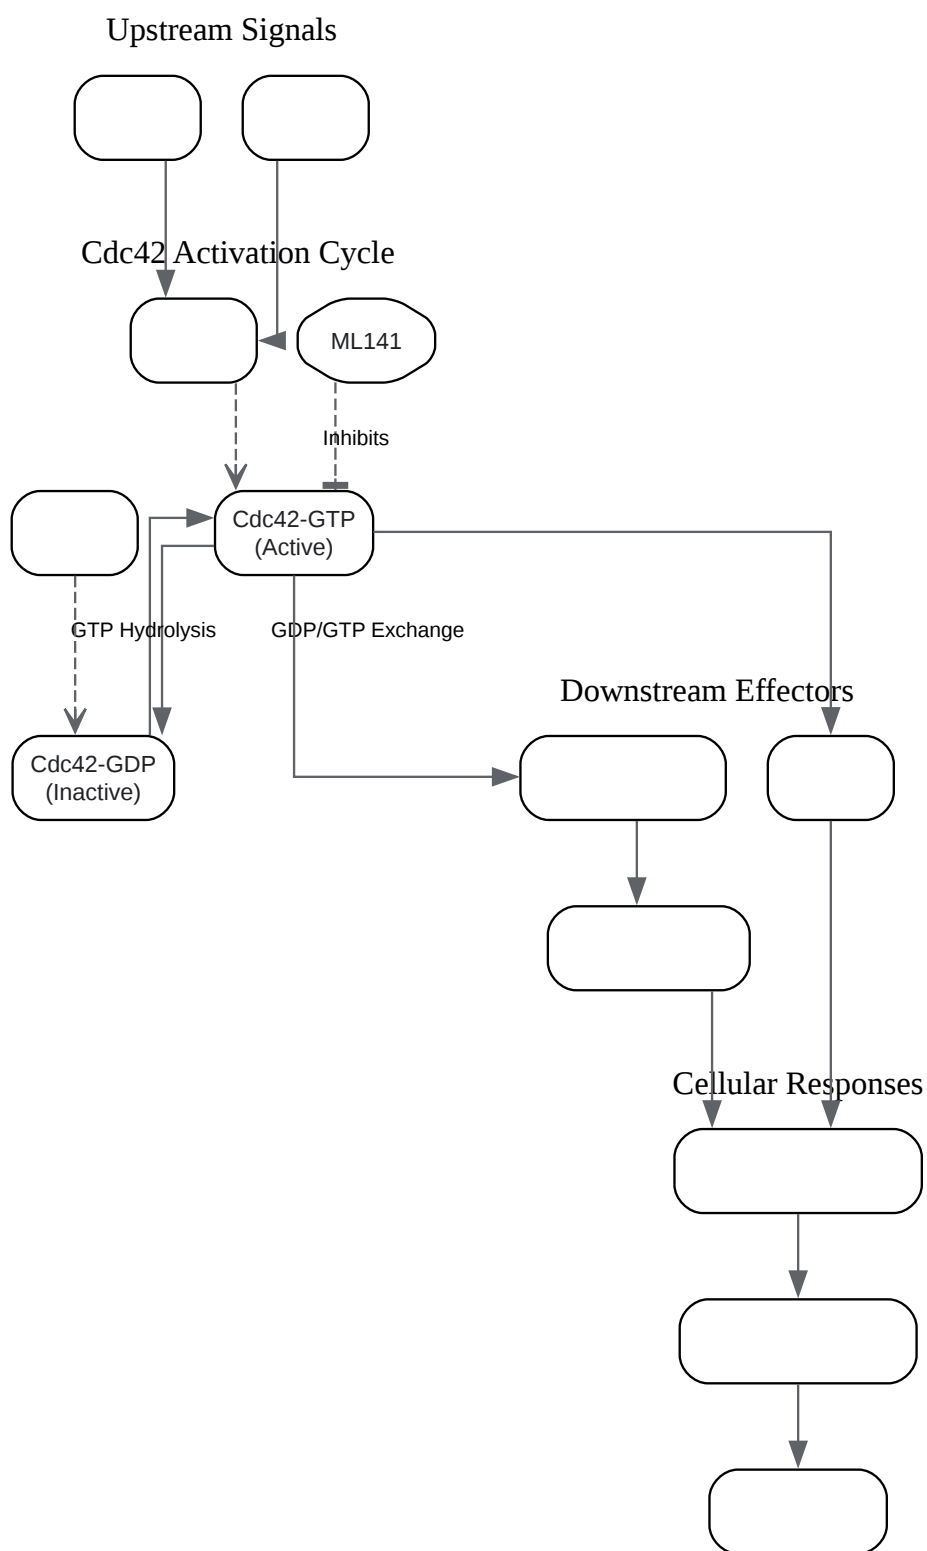 Upstream Signals
Cdc42 Activation Cycle
ML141
Inhibits
Cdc42-GTP
(Active)
GTP Hydrolysis
GDP/GTP Exchange
Downstream Effectors
Cdc42-GDP
(Inactive)
Cellular Responses